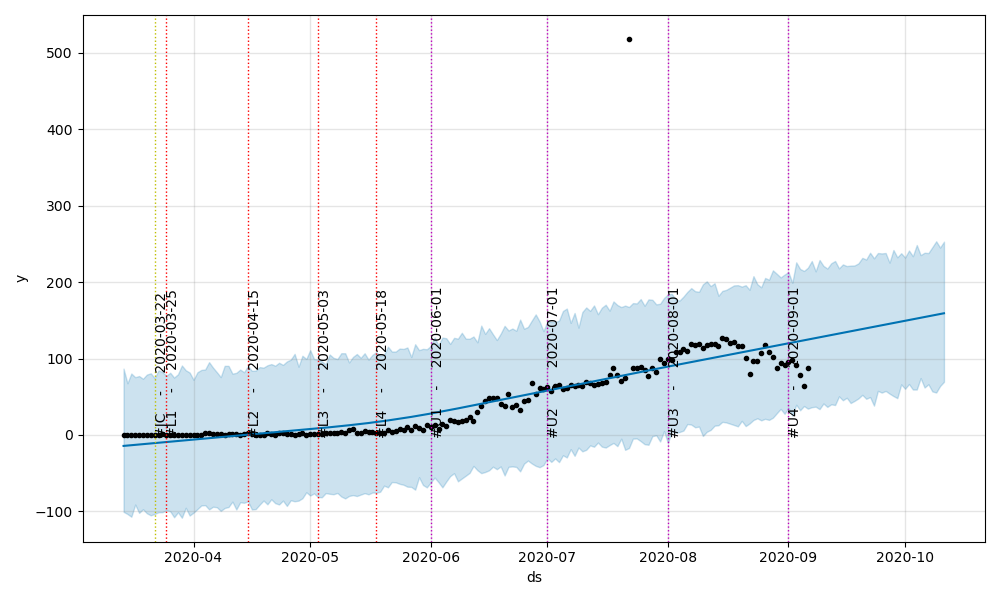 y
500
400
300
200
100
0
−100
#JC - 2020-03-22
#L1 - 2020-03-25
#L2 - 2020-04-15
#L3 - 2020-05-03
#L4 - 2020-05-18
#U1 - 2020-06-01
#U2 - 2020-07-01
#U3 - 2020-08-01
#U4 - 2020-09-01
2020-04 2020-05 2020-06 2020-07 2020-08 2020-09 2020-10
ds